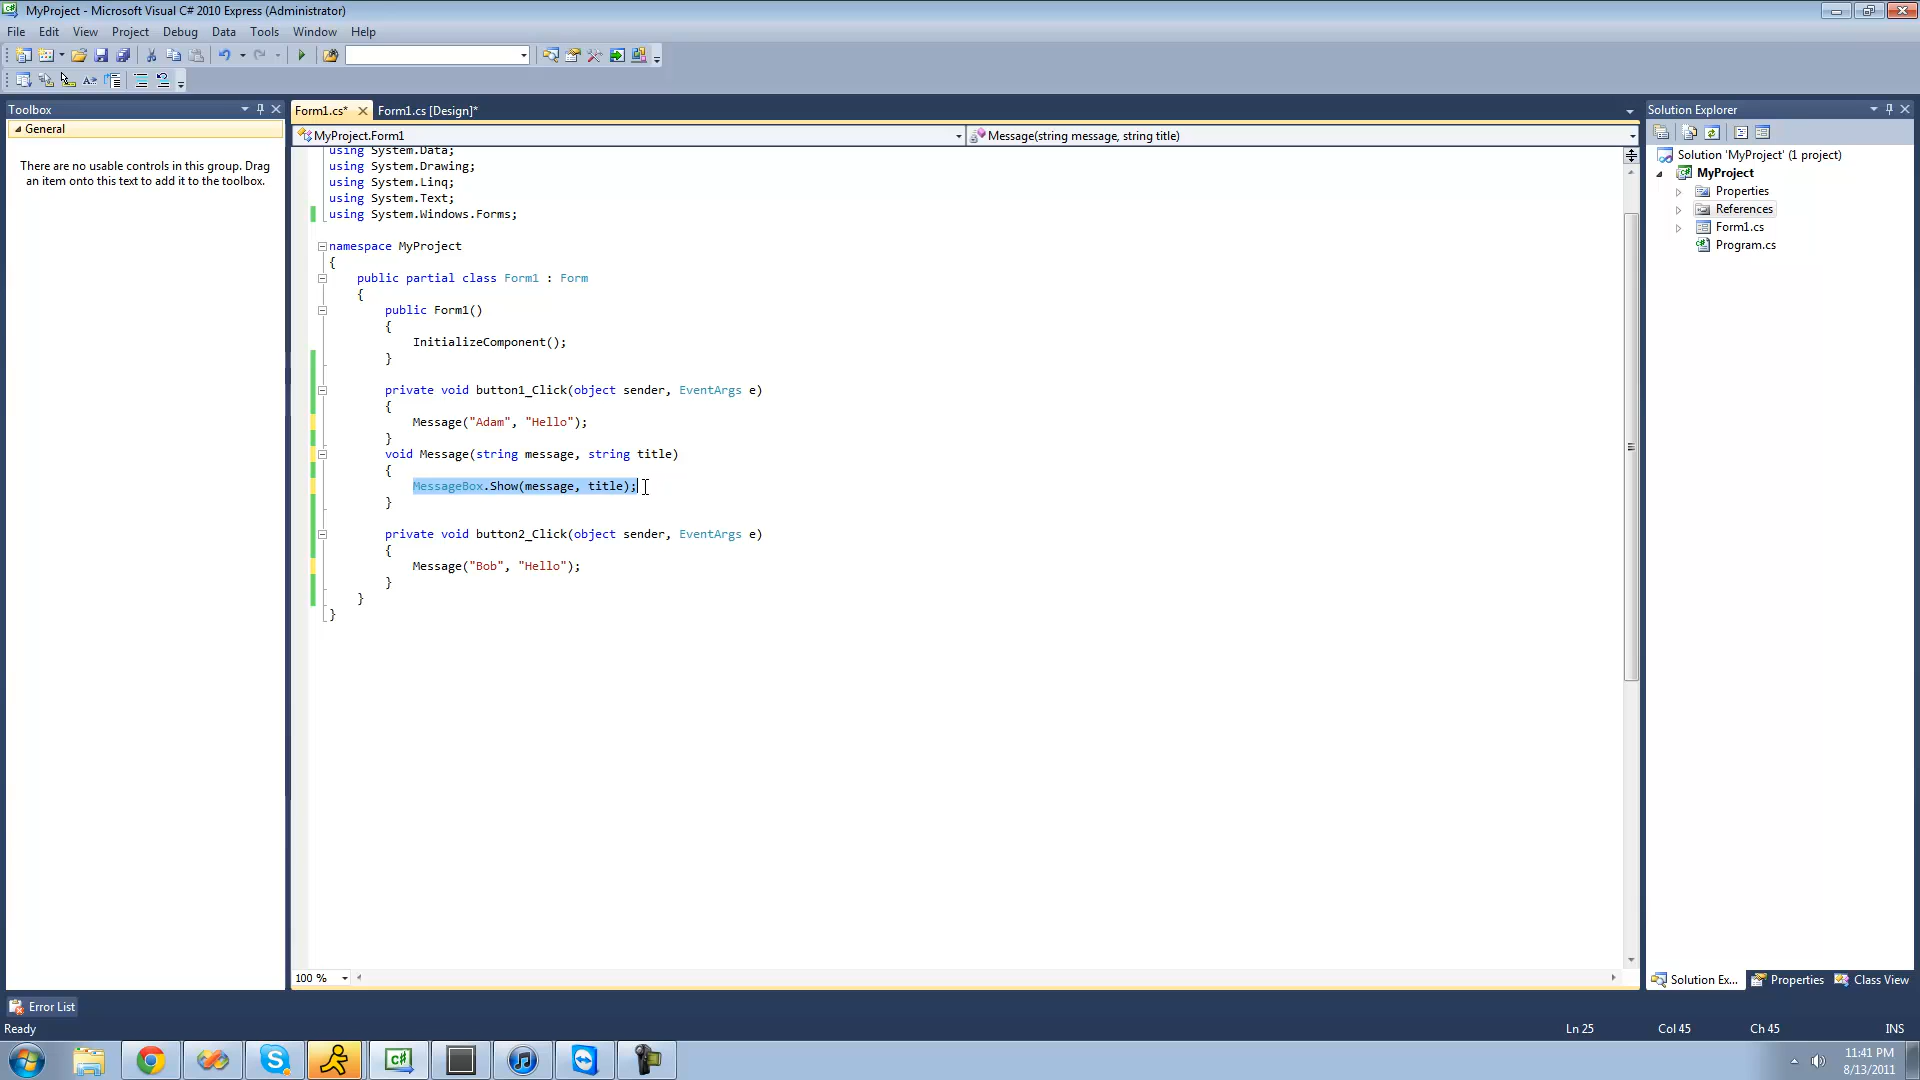 MyProject - Microsoft Visual C# 2010 Express (Administrator)
File Edit View Project Debug Data Tools Window Help
Toolbox
General
There are no usable controls in this group. Drag
an item onto this text to add it to the toolbox.
Form1.cs*
Form1.cs [Design]*
MyProject.Form1
Message(string message, string title)
using System.Data;
using System.Drawing;
using System.Linq;
using System.Text;
using System.Windows.Forms;
namespace MyProject
{
public partial class Form1 : Form
{
public Form1()
{
InitializeComponent();
}
private void button1_Click(object sender, EventArgs e)
{
Message("Adam", "Hello");
}
void Message(string message, string title)
{
MessageBox.Show(message, title);
}
private void button2_Click(object sender, EventArgs e)
{
Message("Bob", "Hello");
}
}
}
100 %
Solution Explorer
Solution 'MyProject' (1 project)
MyProject
Properties
References
Form1.cs
Program.cs
Solution Ex...
Properties
Class View
Error List
Ready
Ln 25
Col 45
Ch 45
INS
11:41 PM
8/13/2011